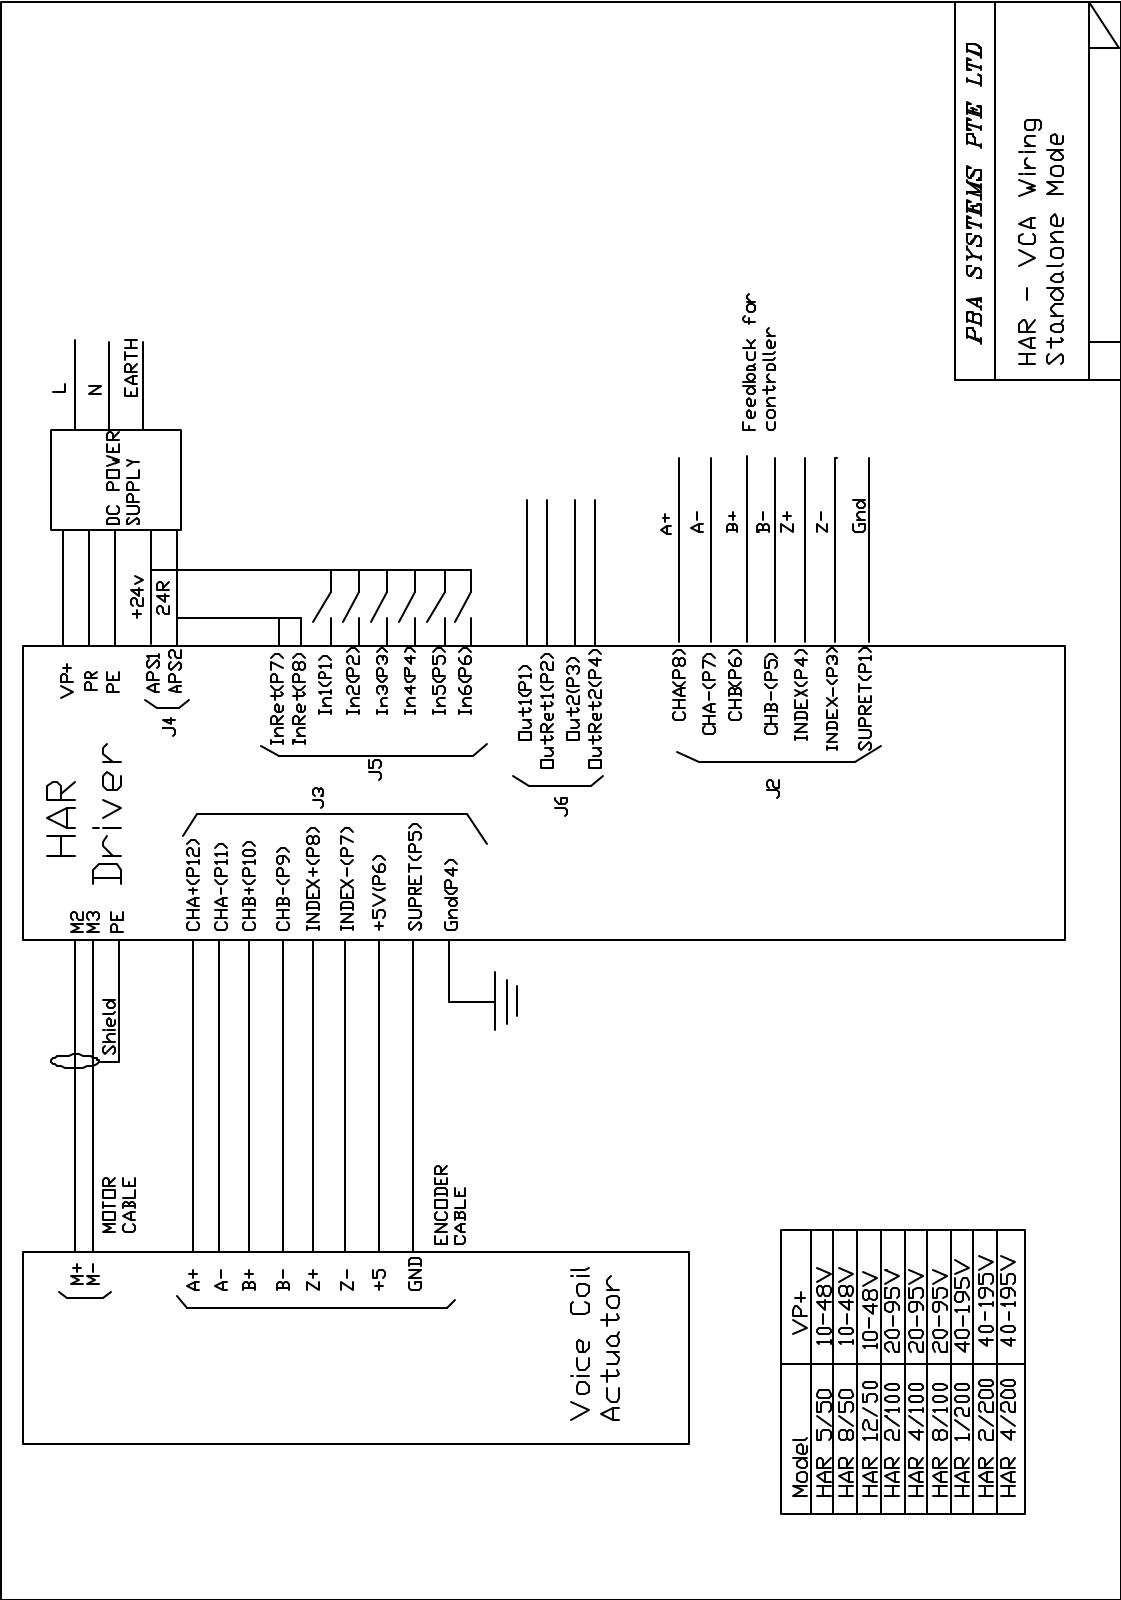 HAR
Driver
M2
M3
PE
Shield
MOTOR
CABLE
M+
M-
A+
A-
B+
B-
Z+
Z-
+5
GND
ENCODER
CABLE
Voice Coil
Actuator
CHA+(P12)
CHA-(P11)
CHB+(P10)
CHB-(P9)
INDEX+(P8)
INDEX-(P7)
+5V(P6)
SUPRET(P5)
Gnd(P4)
J3
VP+
PR
PE
APS1
APS2
J4
+24v
24R
DC POWER
SUPPLY
L
N
EARTH
InRet(P7)
InRet(P8)
In1(P1)
In2(P2)
In3(P3)
In4(P4)
In5(P5)
In6(P6)
J5
Out1(P1)
OutRet1(P2)
Out2(P3)
OutRet2(P4)
J6
CHA(P8)
CHA-(P7)
CHB(P6)
CHB-(P5)
INDEX(P4)
INDEX-(P3)
SUPRET(P1)
J2
A+
A-
B+
B-
Z+
Z-
Gnd
Feedback for
controller
Model VP+
HAR 5/50 10-48V
HAR 8/50 10-48V
HAR 12/50 10-48V
HAR 2/100 20-95V
HAR 4/100 20-95V
HAR 8/100 20-95V
HAR 1/200 40-195V
HAR 2/200 40-195V
HAR 4/200 40-195V
PBA SYSTEMS PTE LTD
HAR - VCA Wiring
Standalone Mode